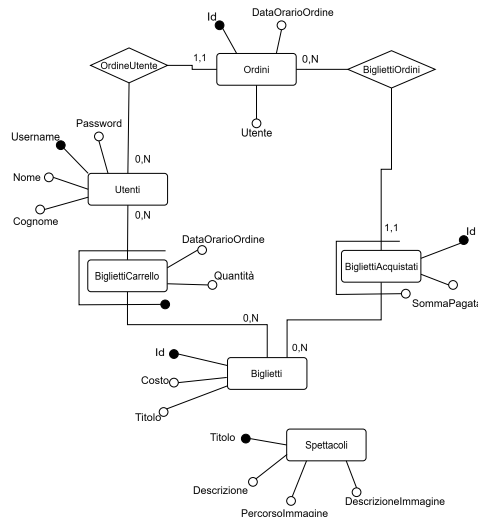 Id
DataOrarioOrdine
OrdineUtente
1,1
Ordini
0,N
BigliettiOrdini
Utente
Password
Username
0,N
Nome
Utenti
Cognome
0,N
DataOrarioOrdine
1,1
Id
BigliettiCarrello
Quantità
BigliettiAcquistati
SommaPagata
0,N
0,N
Id
Costo
Biglietti
Titolo
Titolo
Spettacoli
Descrizione
DescrizioneImmagine
PercorsoImmagine